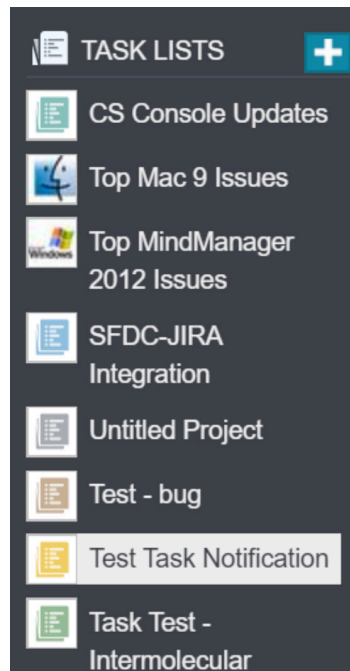 TASK LISTS
CS Console Updates
Top Mac 9 Issues
Windows
Top MindManager
2012 Issues
SFDC-JIRA
Integration
Untitled Project
Test - bug
Test Task Notification
Task Test -
Intermolecular